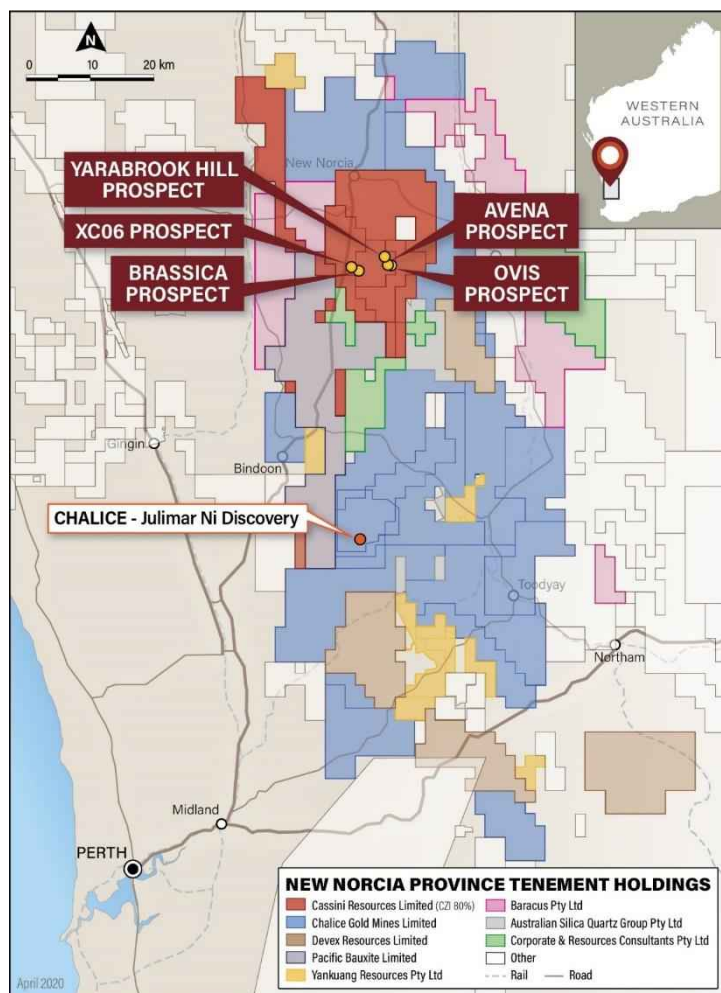 N
0 10 20 km
WESTERN
AUSTRALIA
New Norcia
YARABROOK HILL
PROSPECT
XC06 PROSPECT
BRASSICA
PROSPECT
AVENA
PROSPECT
OVIS
PROSPECT
Gingin
Bindoon
CHALICE - Julimar Ni Discovery
Toodyay
Northam
Midland
PERTH
NEW NORCIA PROVINCE TENEMENT HOLDINGS
Cassini Resources Limited (CZI 80%)
Chalice Gold Mines Limited
Devex Resources Limited
Pacific Bauxite Limited
Yankuang Resources Pty Ltd
Baracus Pty Ltd
Australian Silica Quartz Group Pty Ltd
Corporate & Resources Consultants Pty Ltd
Other
Rail
Road
April 2020